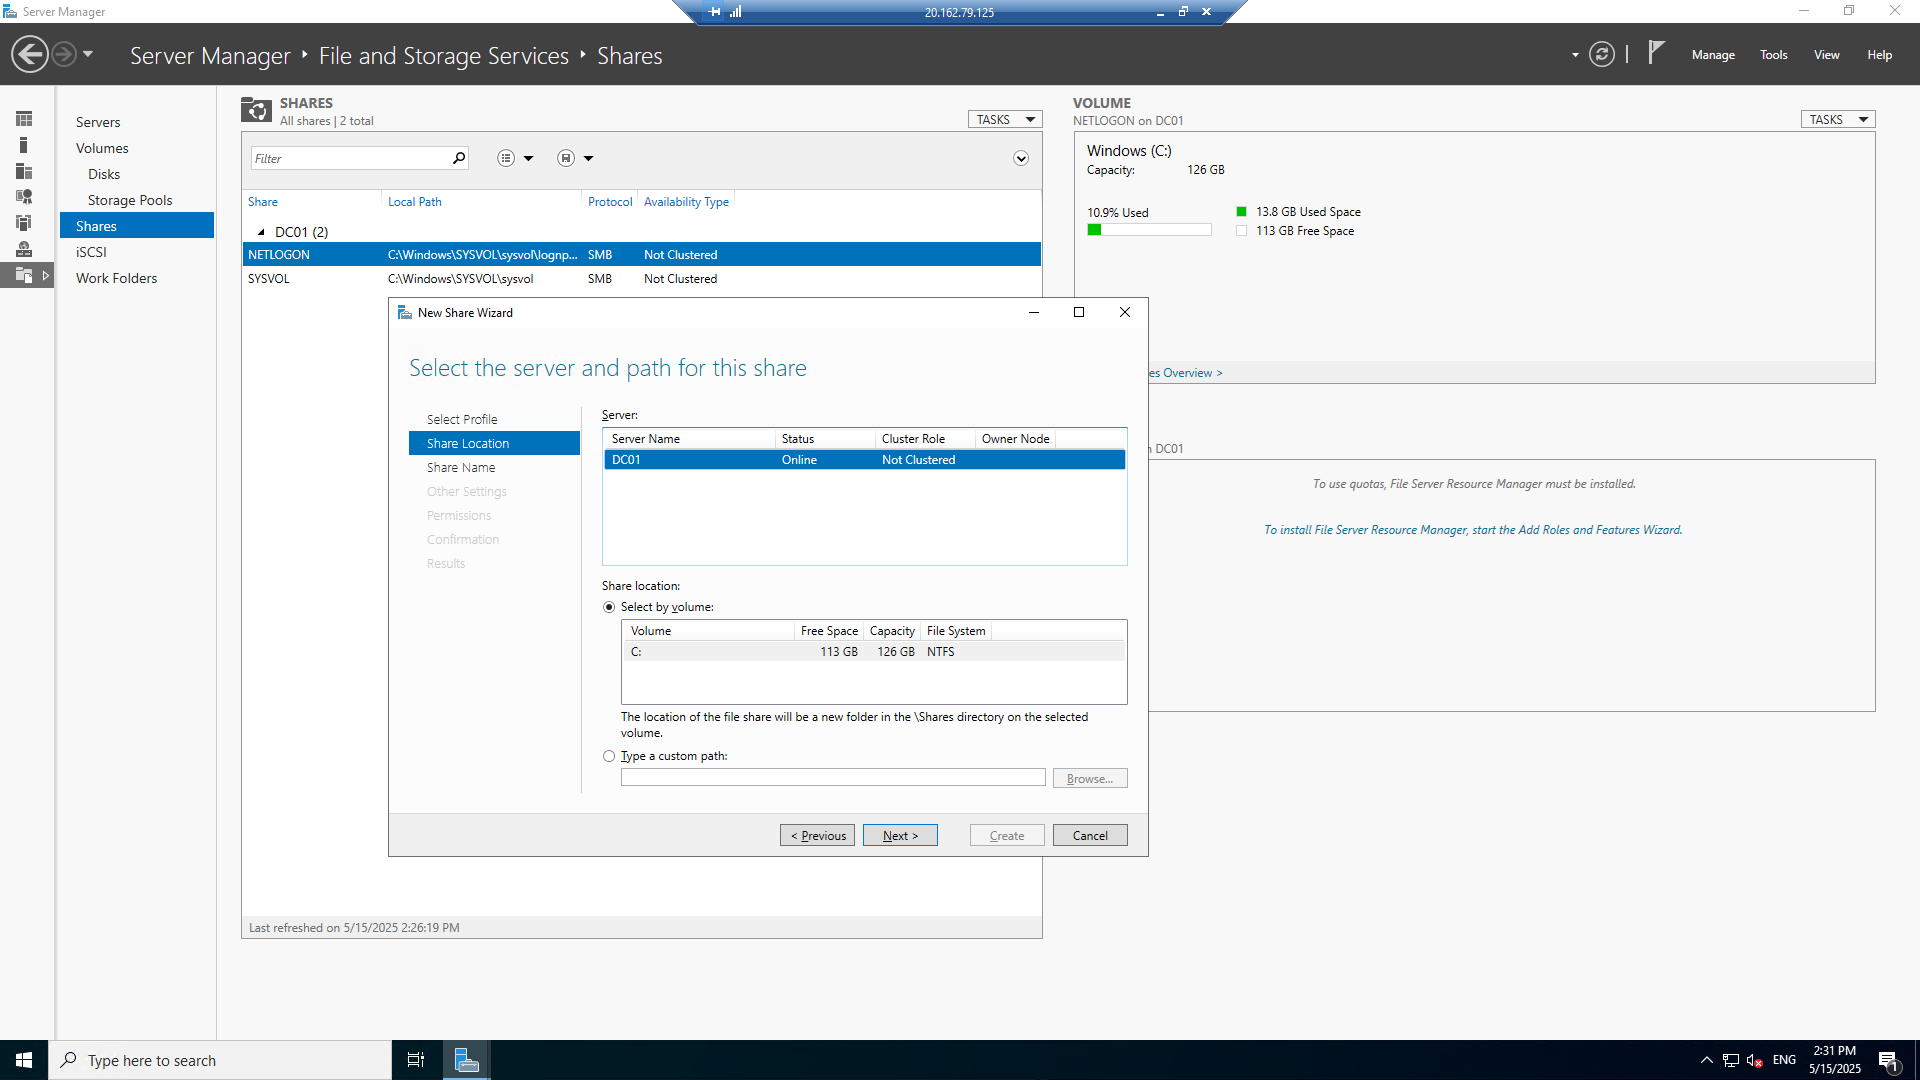 Server Manager
20.162.79.125
Server Manager ‣ File and Storage Services ‣ Shares
Manage
Tools
View
Help
Servers
Volumes
Disks
Storage Pools
Shares
iSCSI
Work Folders
SHARES
All shares | 2 total
TASKS
Filter
Share Local Path Protocol Availability Type
DC01 (2)
NETLOGON C:\Windows\SYSVOL\sysvol\lognp... SMB Not Clustered
SYSVOL C:\Windows\SYSVOL\sysvol SMB Not Clustered
Last refreshed on 5/15/2025 2:26:19 PM
VOLUME
NETLOGON on DC01
TASKS
Windows (C:)
Capacity: 126 GB
10.9% Used
13.8 GB Used Space
113 GB Free Space
es Overview >
DC01
To use quotas, File Server Resource Manager must be installed.
To install File Server Resource Manager, start the Add Roles and Features Wizard.
New Share Wizard
Select the server and path for this share
Select Profile
Share Location
Share Name
Other Settings
Permissions
Confirmation
Results
Server:
Server Name Status Cluster Role Owner Node
DC01 Online Not Clustered
Share location:
Select by volume:
Volume Free Space Capacity File System
C: 113 GB 126 GB NTFS
The location of the file share will be a new folder in the \Shares directory on the selected
volume.
Type a custom path:
Browse...
< Previous
Next >
Create
Cancel
Type here to search
ENG
2:31 PM
5/15/2025
1